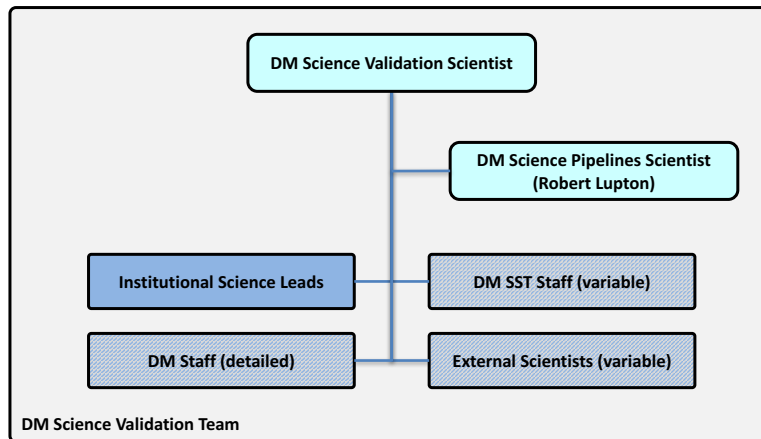 DM Science Validation Scientist
DM Science Pipelines Scientist
(Robert Lupton)
Institutional Science Leads
DM SST Staff (variable)
DM Staff (detailed)
External Scientists (variable)
DM Science Validation Team